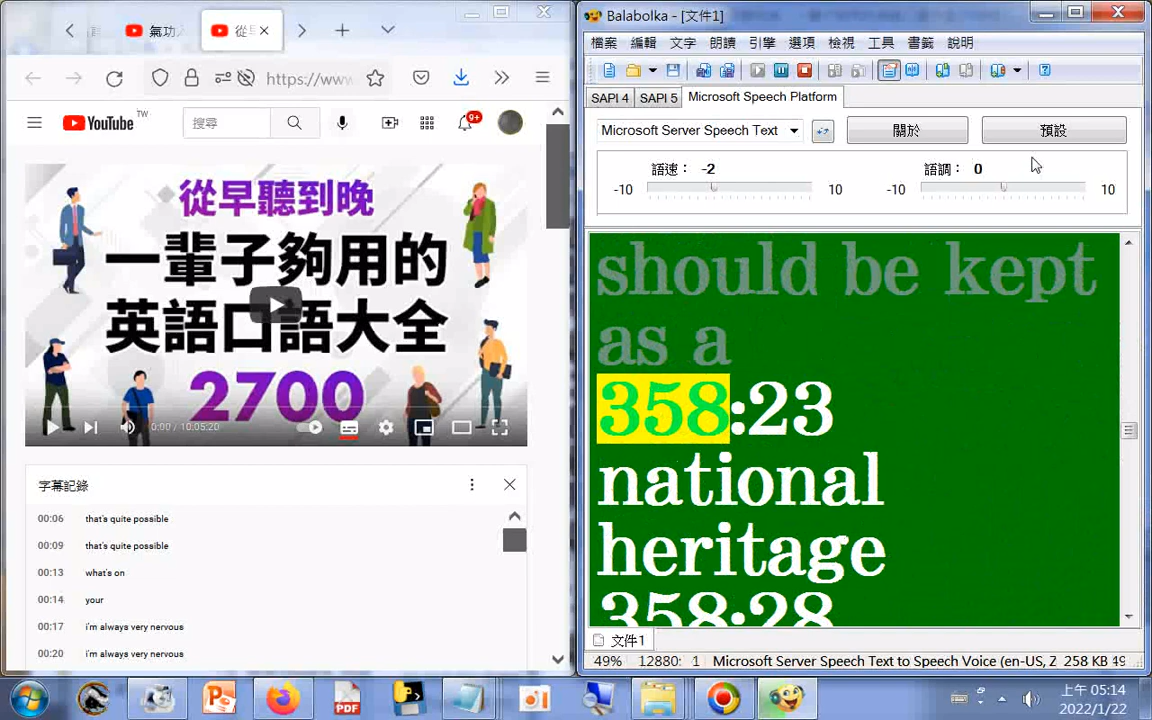 氣功
從
https://www
YouTube TW
搜尋
9+
從早聽到晚
一輩子夠用的
英語口語大全
2700
0:00 / 10:05:20
字幕記錄
00:06 that's quite possible
00:09 that's quite possible
00:13 what's on
00:14 your
00:17 i'm always very nervous
00:20 i'm always very nervous
Balabolka - [文件1]
檔案 編輯 文字 朗讀 引擎 選項 檢視 工具 書籤 說明
SAPI 4 SAPI 5 Microsoft Speech Platform
Microsoft Server Speech Text 關於 預設
語速: -2 語調: 0
-10 10 -10 10
should be kept
as a
358:23
national
heritage
358:28
文件1
49% 12880: 1 Microsoft Server Speech Text to Speech Voice (en-US, Z 258 KB 49
PDF
上午 05:14
2022/1/22